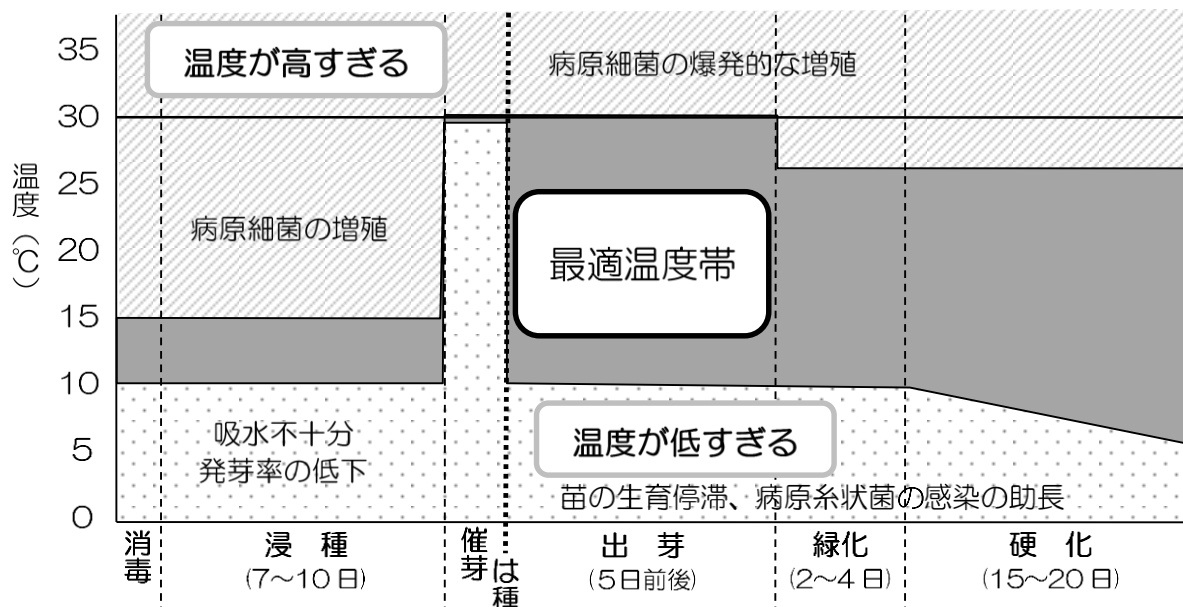 35
30
25
20
15
10
5
0
温度（℃）
温度が高すぎる
病原細菌の爆発的な増殖
病原細菌の増殖
最適温度帯
吸水不十分
発芽率の低下
温度が低すぎる
苗の生育停滞、病原糸状菌の感染の助長
消毒
浸 種
(7～10日)
催芽
は種
出 芽
(5日前後)
緑化
(2～4日)
硬 化
(15～20日)